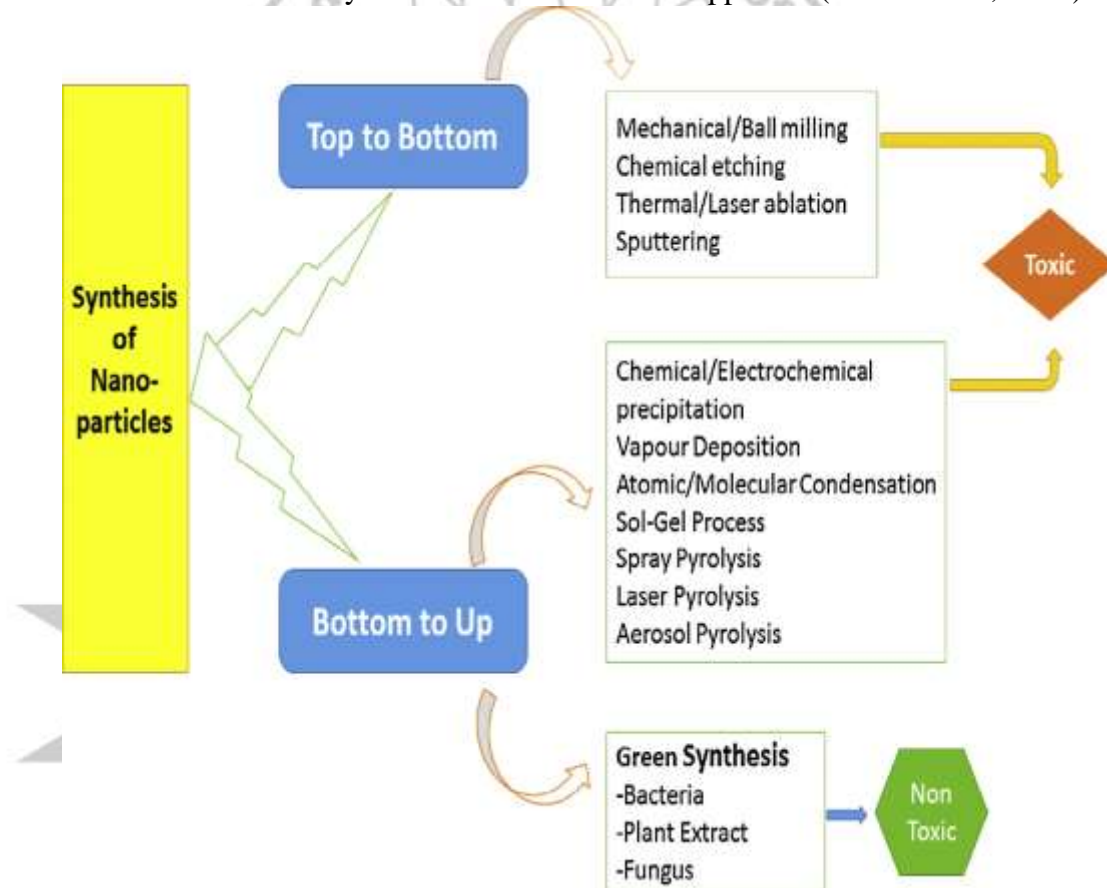 Top to Bottom
Mechanical/Ball milling
Chemical etching
Thermal/Laser ablation
Sputtering
Toxic
Synthesis
of
Nano-
particles
Chemical/Electrochemical
precipitation
Vapour Deposition
Atomic/Molecular Condensation
Sol-Gel Process
Spray Pyrolysis
Laser Pyrolysis
Aerosol Pyrolysis
Bottom to Up
Green Synthesis
-Bacteria
-Plant Extract
-Fungus
Non
Toxic